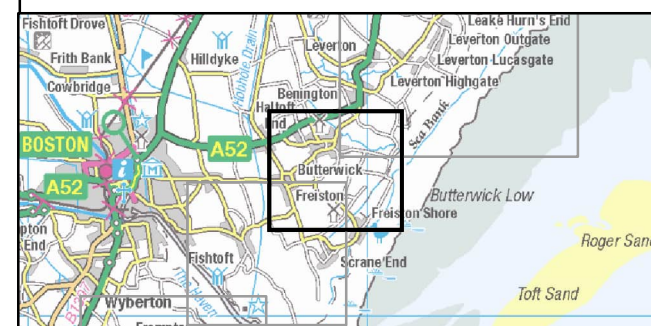 Fishtoft Drove
Frith Bank
Cowbridge
Hilldyke
Hobhole Drain
Leverton
Leake Hurn's End
Leverton Outgate
Leverton Lucasgate
Leverton Highgate
Benington
Haltoft
End
Sea Bank
BOSTON
A52
A52
Butterwick
Freiston
Freiston Shore
Butterwick Low
Roger Sand
Scrane End
Toft Sand
Fishtoft
The Haven
Wyberton
End